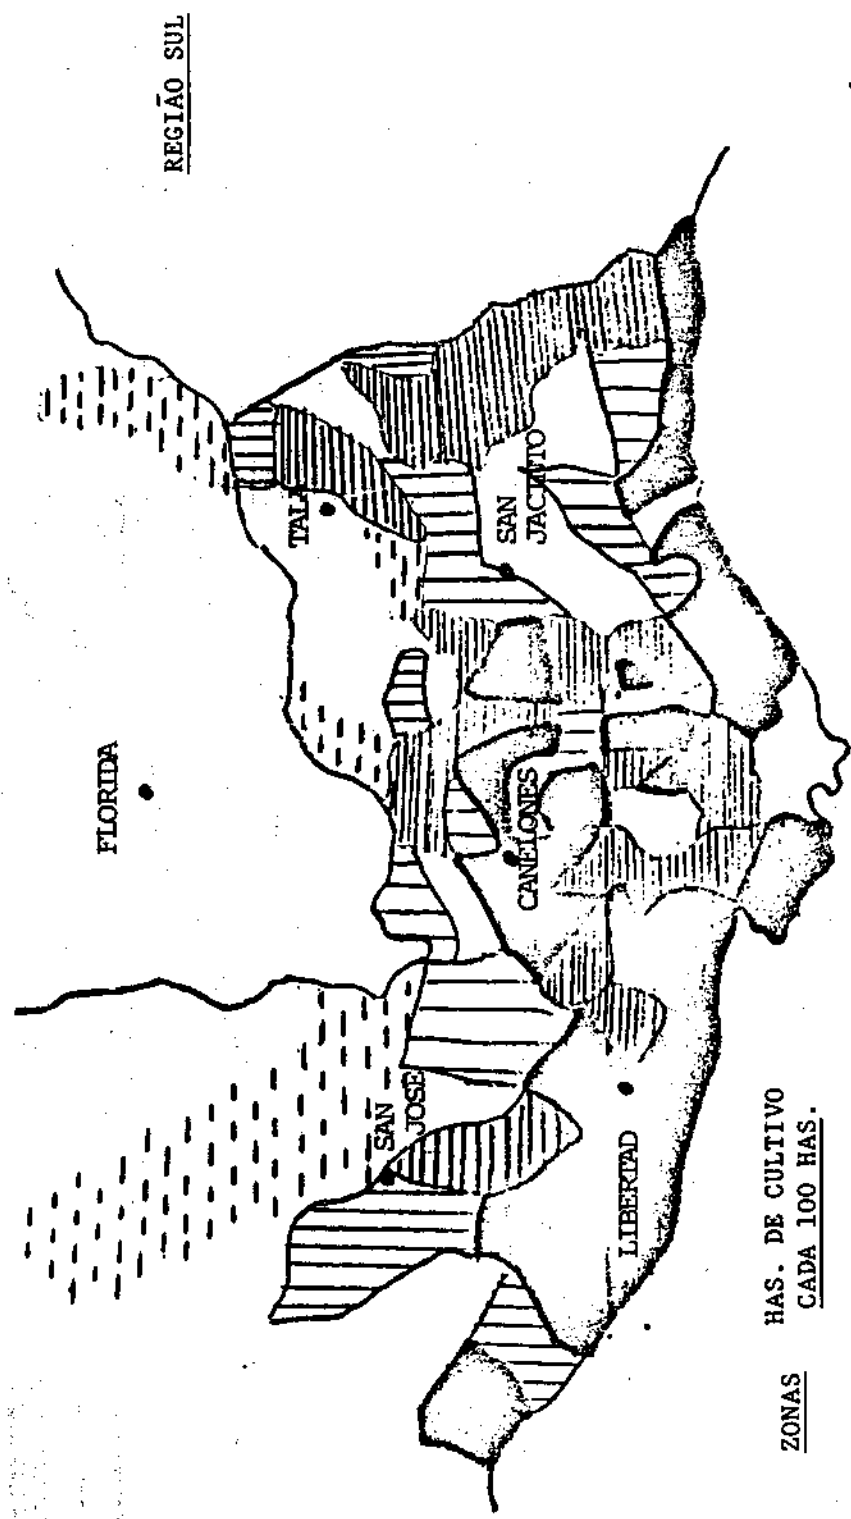 REGIÃO SUL
FLORIDA
TALA
SAN
JOSE
SAN
JACINTO
CANELONES
LIBERTAD
ZONAS
HAS. DE CULTIVO
CADA 100 HAS.